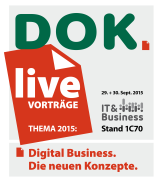 DOK.
live
VORTRÄGE
THEMA 2015:
29. + 30. Sept. 2015
IT&
Business
Stand 1C70
Digital Business.
Die neuen Konzepte.